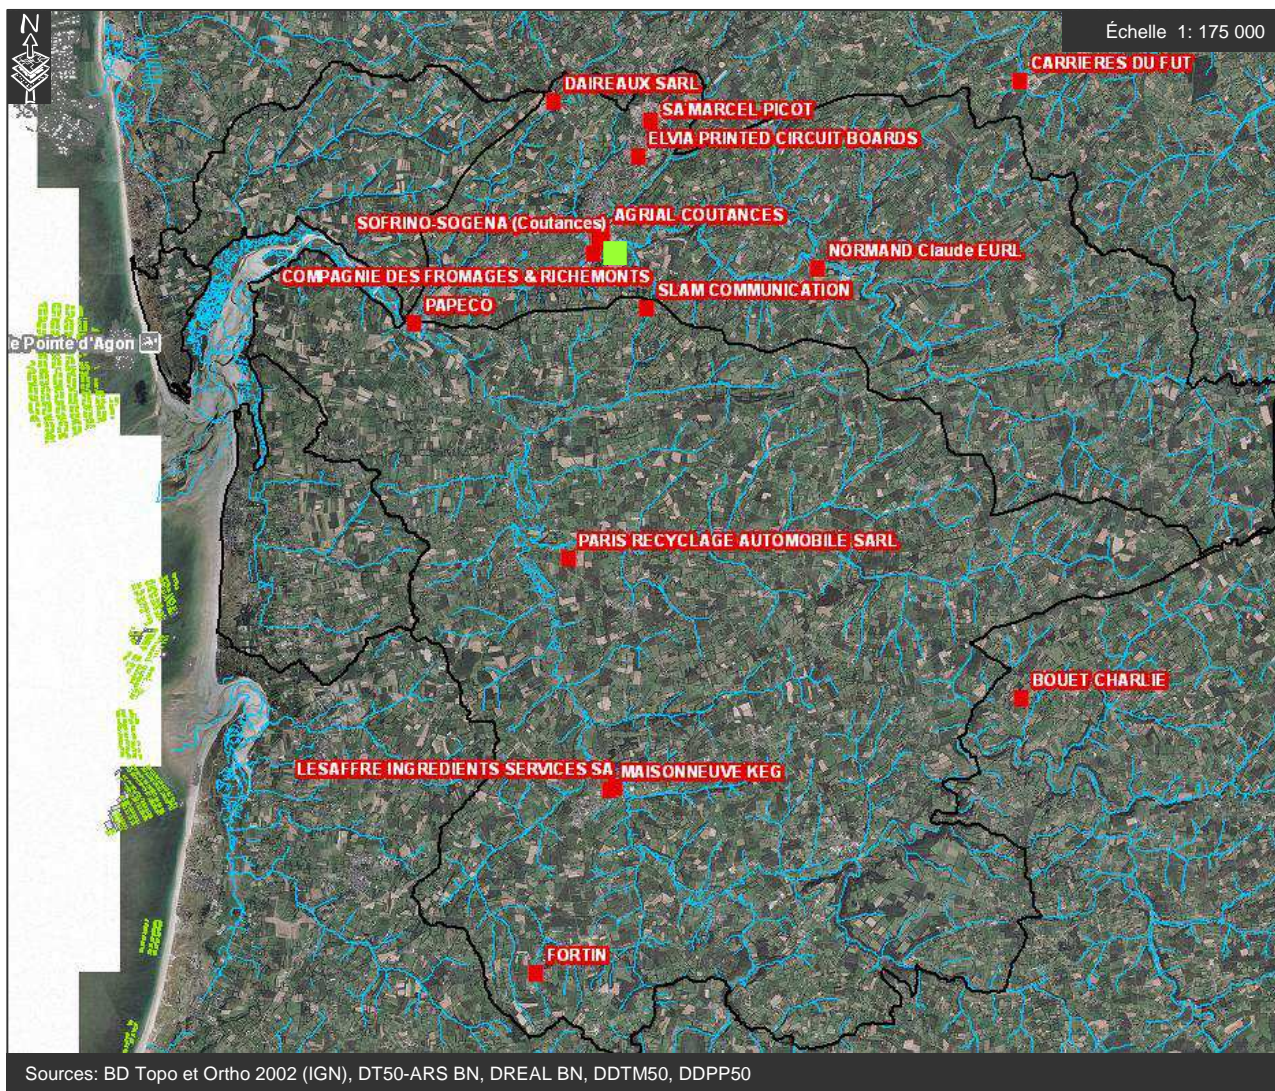 N
Échelle 1: 175 000
CARRIERES DU FUT
DAIREAUX SARL
SA MARCEL PICOT
ELVIA PRINTED CIRCUIT BOARDS
AGRIAL COUTANCES
SOFRINO-SOGENA (Coutances)
NORMAND Claude EURL
COMPAGNIE DES FROMAGES & RICHEMONTS
SLAM COMMUNICATION
PAPECO
le Pointe d'Agon
PARIS RECYCLAGE AUTOMOBILE SARL
BOUET CHARLIE
LESAFFRE INGREDIENTS SERVICES SA
MAISONNEUVE KEG
FORTIN
Sources: BD Topo et Ortho 2002 (IGN), DT50-ARS BN, DREAL BN, DDTM50, DDPP50